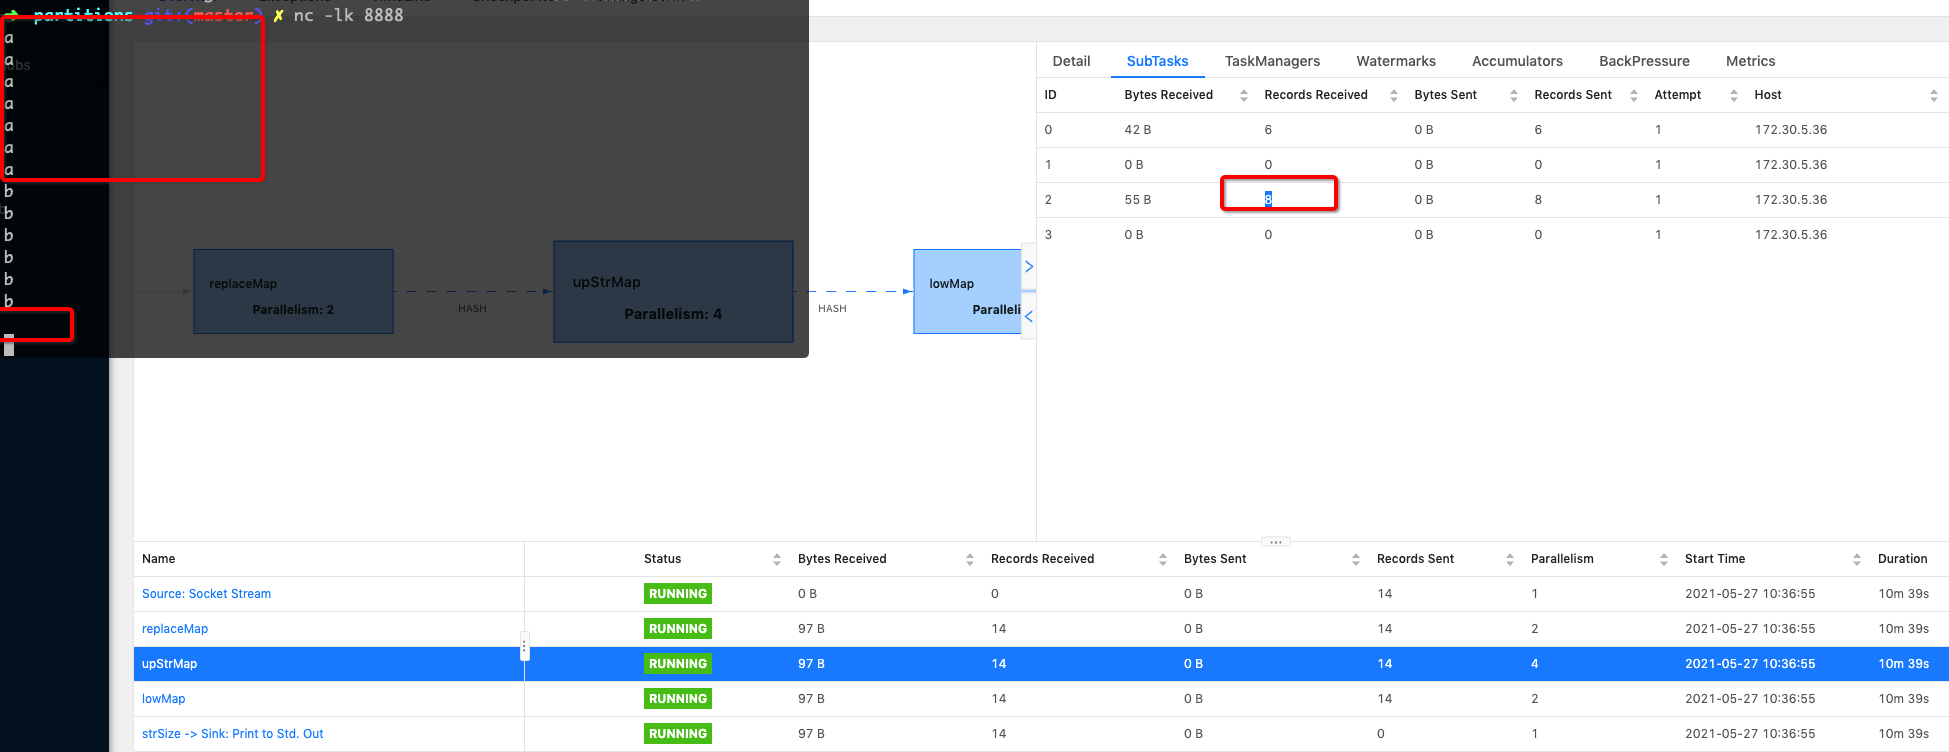 ➜ partitions git:(master) ✗ nc -lk 8888
a
a
a
a
a
a
a
b
b
b
b
b
b
replaceMap
Parallelism: 2
HASH
upStrMap
Parallelism: 4
HASH
lowMap
Paralleli
Detail SubTasks TaskManagers Watermarks Accumulators BackPressure Metrics
ID Bytes Received Records Received Bytes Sent Records Sent Attempt Host
0 42 B 6 0 B 6 1 172.30.5.36
1 0 B 0 0 B 0 1 172.30.5.36
2 55 B 8 0 B 8 1 172.30.5.36
3 0 B 0 0 B 0 1 172.30.5.36
Name Status Bytes Received Records Received Bytes Sent Records Sent Parallelism Start Time Duration
Source: Socket Stream RUNNING 0 B 0 0 B 14 1 2021-05-27 10:36:55 10m 39s
replaceMap RUNNING 97 B 14 0 B 14 2 2021-05-27 10:36:55 10m 39s
upStrMap RUNNING 97 B 14 0 B 14 4 2021-05-27 10:36:55 10m 39s
lowMap RUNNING 97 B 14 0 B 14 2 2021-05-27 10:36:55 10m 39s
strSize -> Sink: Print to Std. Out RUNNING 97 B 14 0 B 0 1 2021-05-27 10:36:55 10m 39s